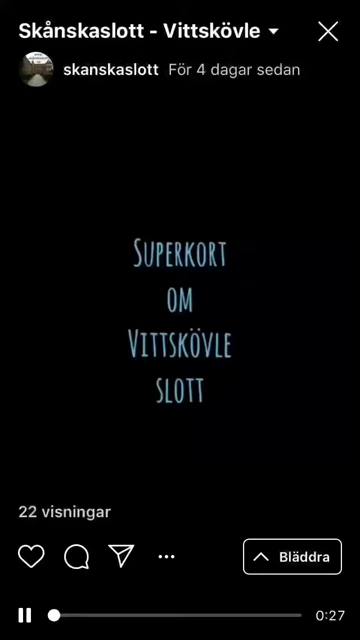 Skånskaslott - Vittskövle
skanskaslott För 4 dagar sedan
SUPERKORT
OM
VITTSKÖVLE
SLOTT
22 visningar
Bläddra
0:27